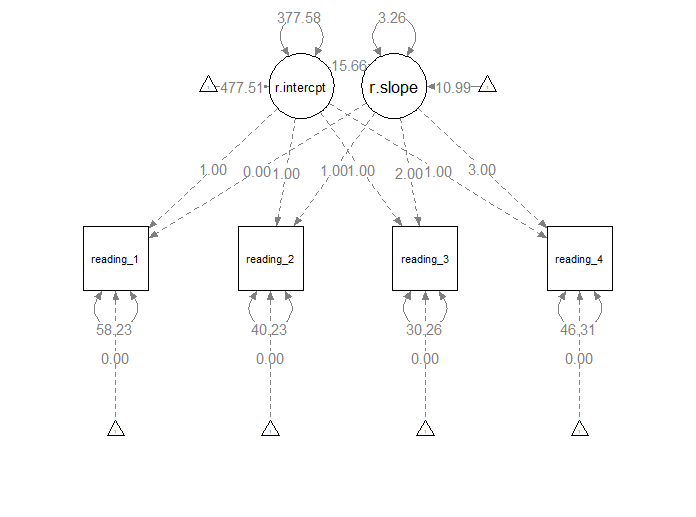 377.58 3.26
15.66
477.51 r.intercpt r.slope 10.99
1.00 0.00 1.00 1.00 1.00 2.00 1.00 3.00
reading_1 reading_2 reading_3 reading_4
58.23 40.23 30.26 46.31
0.00 0.00 0.00 0.00